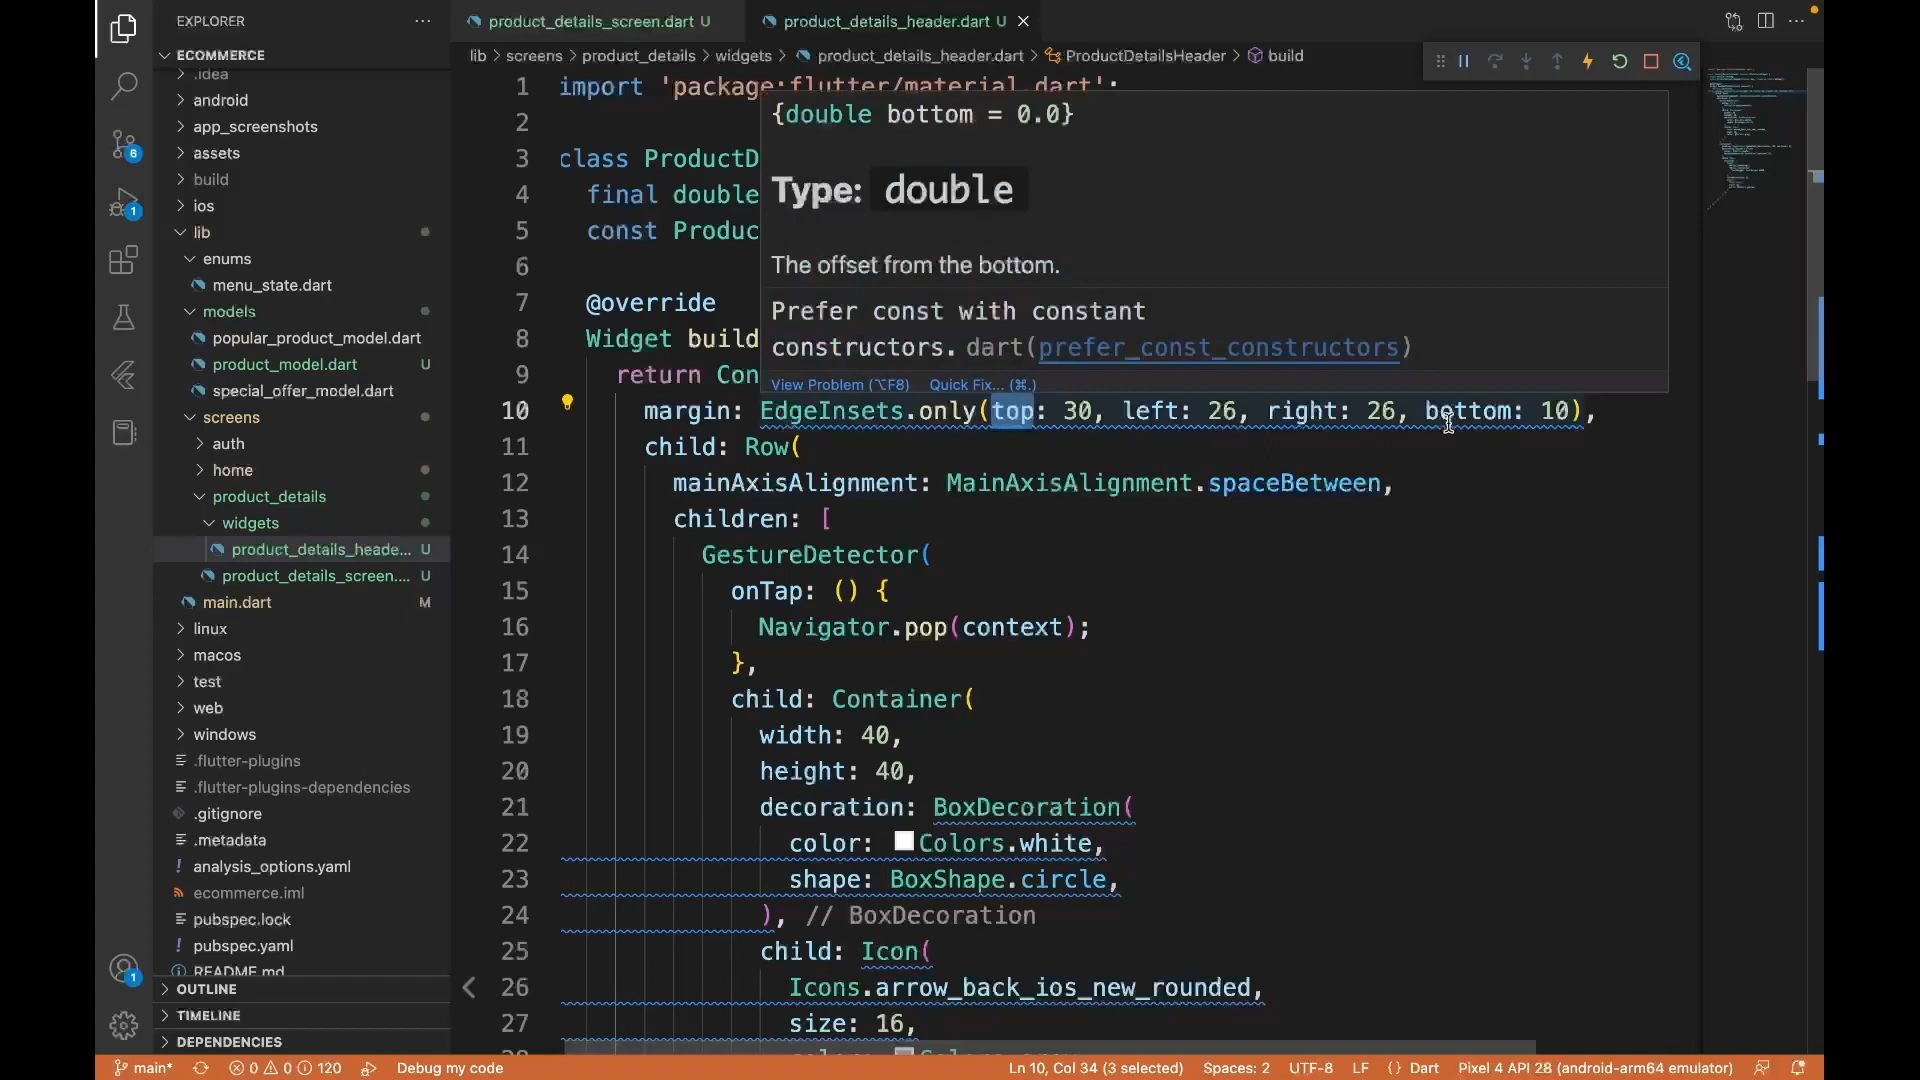 EXPLORER
ECOMMERCE
.idea
android
app_screenshots
assets
build
ios
lib
enums
menu_state.dart
models
popular_product_model.dart
product_model.dart U
special_offer_model.dart
screens
auth
home
product_details
widgets
product_details_heade... U
product_details_screen.... U
main.dart M
linux
macos
test
web
windows
.flutter-plugins
.flutter-plugins-dependencies
.gitignore
.metadata
! analysis_options.yaml
ecommerce.iml
pubspec.lock
! pubspec.yaml
README.md
OUTLINE
TIMELINE
DEPENDENCIES
6
1
1
product_details_screen.dart U
product_details_header.dart U
lib > screens > product_details > widgets > product_details_header.dart > ProductDetailsHeader > build
1 import 'package:flutter/material.dart';
2
3 class ProductD
4 final double
5 const Produc
6
7 @override
8 Widget build
9 return Con
10 margin: EdgeInsets.only(top: 30, left: 26, right: 26, bottom: 10),
11 child: Row(
12 mainAxisAlignment: MainAxisAlignment.spaceBetween,
13 children: [
14 GestureDetector(
15 onTap: () {
16 Navigator.pop(context);
17 },
18 child: Container(
19 width: 40,
20 height: 40,
21 decoration: BoxDecoration(
22 color: Colors.white,
23 shape: BoxShape.circle,
24 ), // BoxDecoration
25 child: Icon(
26 Icons.arrow_back_ios_new_rounded,
27 size: 16,
{double bottom = 0.0}
Type: double
The offset from the bottom.
Prefer const with constant
constructors. dart(prefer_const_constructors)
View Problem (⌥F8) Quick Fix... (⌘.)
main* 0 0 120 Debug my code Ln 10, Col 34 (3 selected) Spaces: 2 UTF-8 LF {} Dart Pixel 4 API 28 (android-arm64 emulator)